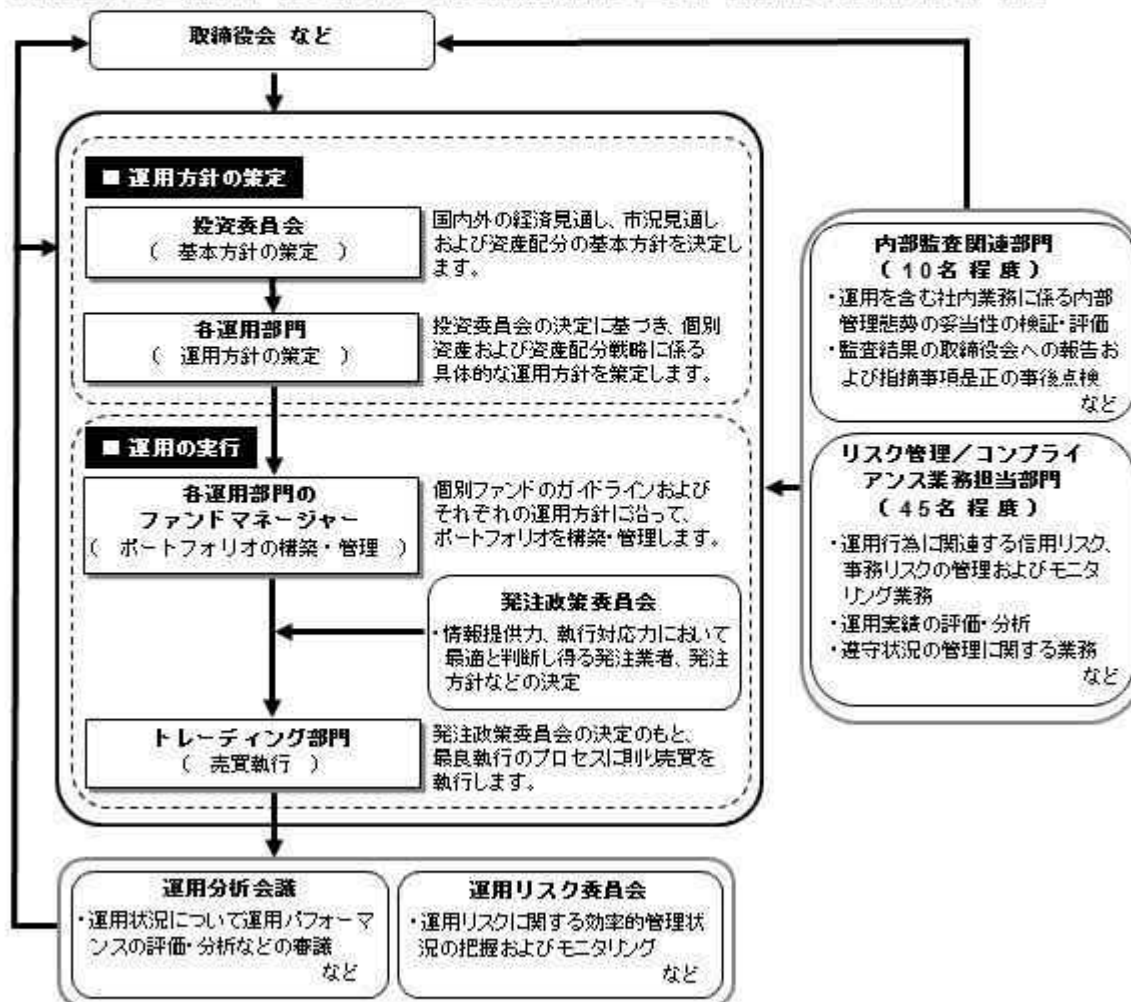 取締役会 など
■ 運用方針の策定
投資委員会
( 基本方針の策定 )
国内外の経済見通し、市況見通し
および資産配分の基本方針を決定し
ます。
各運用部門
( 運用方針の策定 )
投資委員会の決定に基づき、個別
資産および資産配分戦略に係る
具体的な運用方針を策定します。
■ 運用の実行
各運用部門の
ファンドマネージャー
( ポートフォリオの構築・管理 )
個別ファンドのガイドラインおよび
それぞれの運用方針に沿って、
ポートフォリオを構築・管理します。
発注政策委員会
・情報提供力、執行対応力において
最適と判断し得る発注業者、発注
方針などの決定
トレーディング部門
( 売買執行 )
発注政策委員会の決定のもと、
最良執行のプロセスに則り売買を
執行します。
内部監査関連部門
( 10名程度 )
・運用を含む社内業務に係る内部
管理態勢の妥当性の検証・評価
・監査結果の取締役会への報告お
よび指摘事項是正の事後点検
など
リスク管理／コンプライ
アンス業務担当部門
( 45名程度 )
・運用行為に関連する信用リスク、
事務リスクの管理およびモニタ
リング業務
・運用実績の評価・分析
・遵守状況の管理に関する業務
など
運用分析会議
・運用状況について運用パフォーマ
ンスの評価・分析などの審議
など
運用リスク委員会
・運用リスクに関する効率的管理状
況の把握およびモニタリング
など